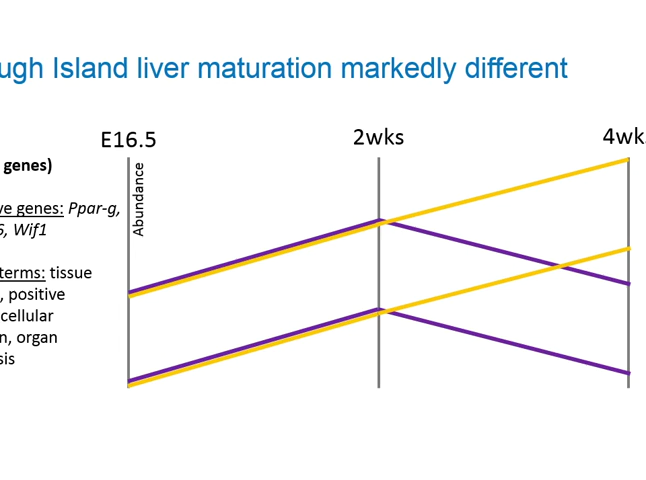 ugh Island liver maturation markedly different
E16.5 2wks 4wk
Abundance
genes)
ve genes: Ppar-g,
, Wif1
terms: tissue
, positive
cellular
n, organ
sis